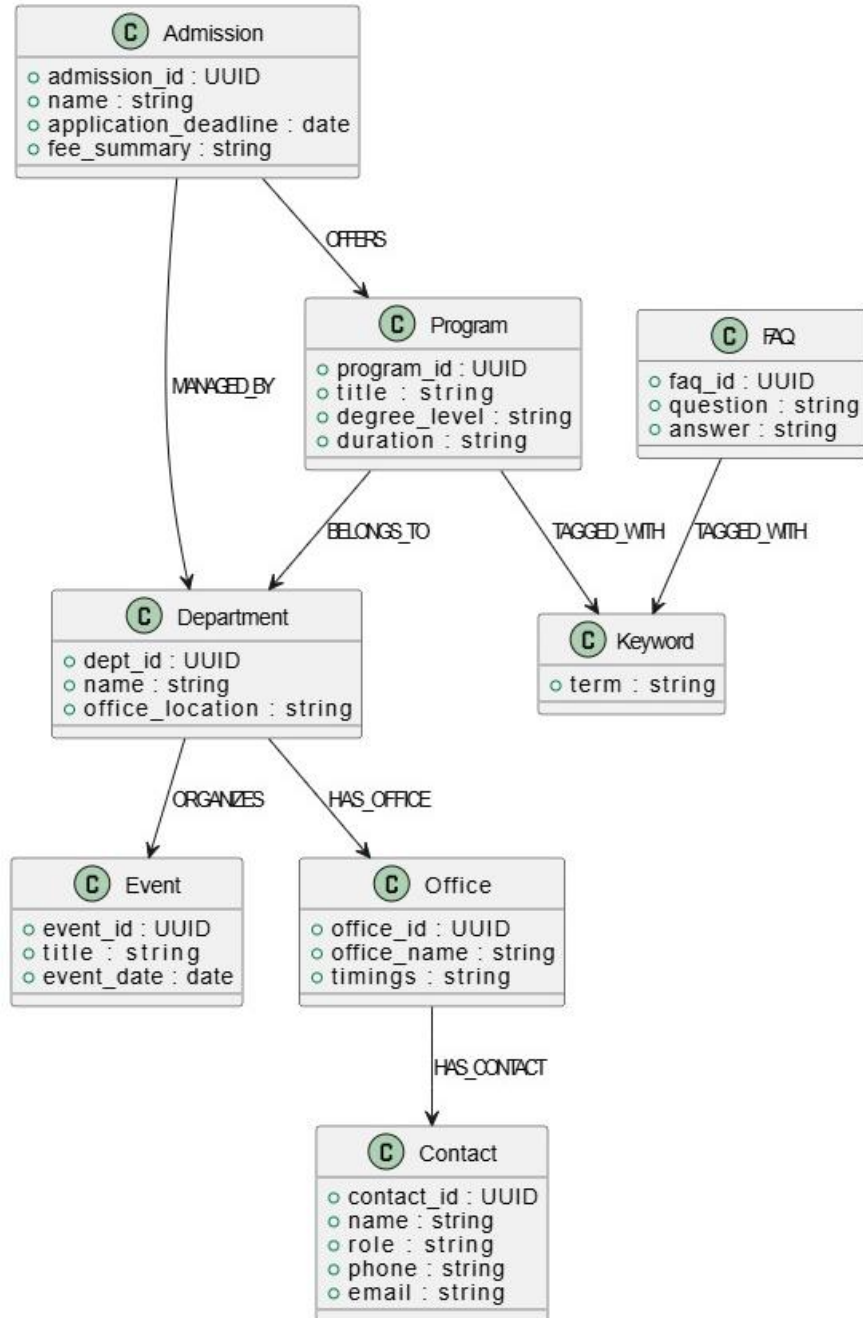 C Admission
admission_id : UUID
name : string
application_deadline : date
fee_summary : string
OFFERS
MANAGED_BY
C Program
program_id : UUID
title : string
degree_level : string
duration : string
C FAQ
faq_id : UUID
question : string
answer : string
BELONGS_TO
TAGGED_WITH
TAGGED_WITH
C Department
dept_id : UUID
name : string
office_location : string
C Keyword
term : string
ORGANIZES
HAS_OFFICE
C Event
event_id : UUID
title : string
event_date : date
C Office
office_id : UUID
office_name : string
timings : string
HAS_CONTACT
C Contact
contact_id : UUID
name : string
role : string
phone : string
email : string